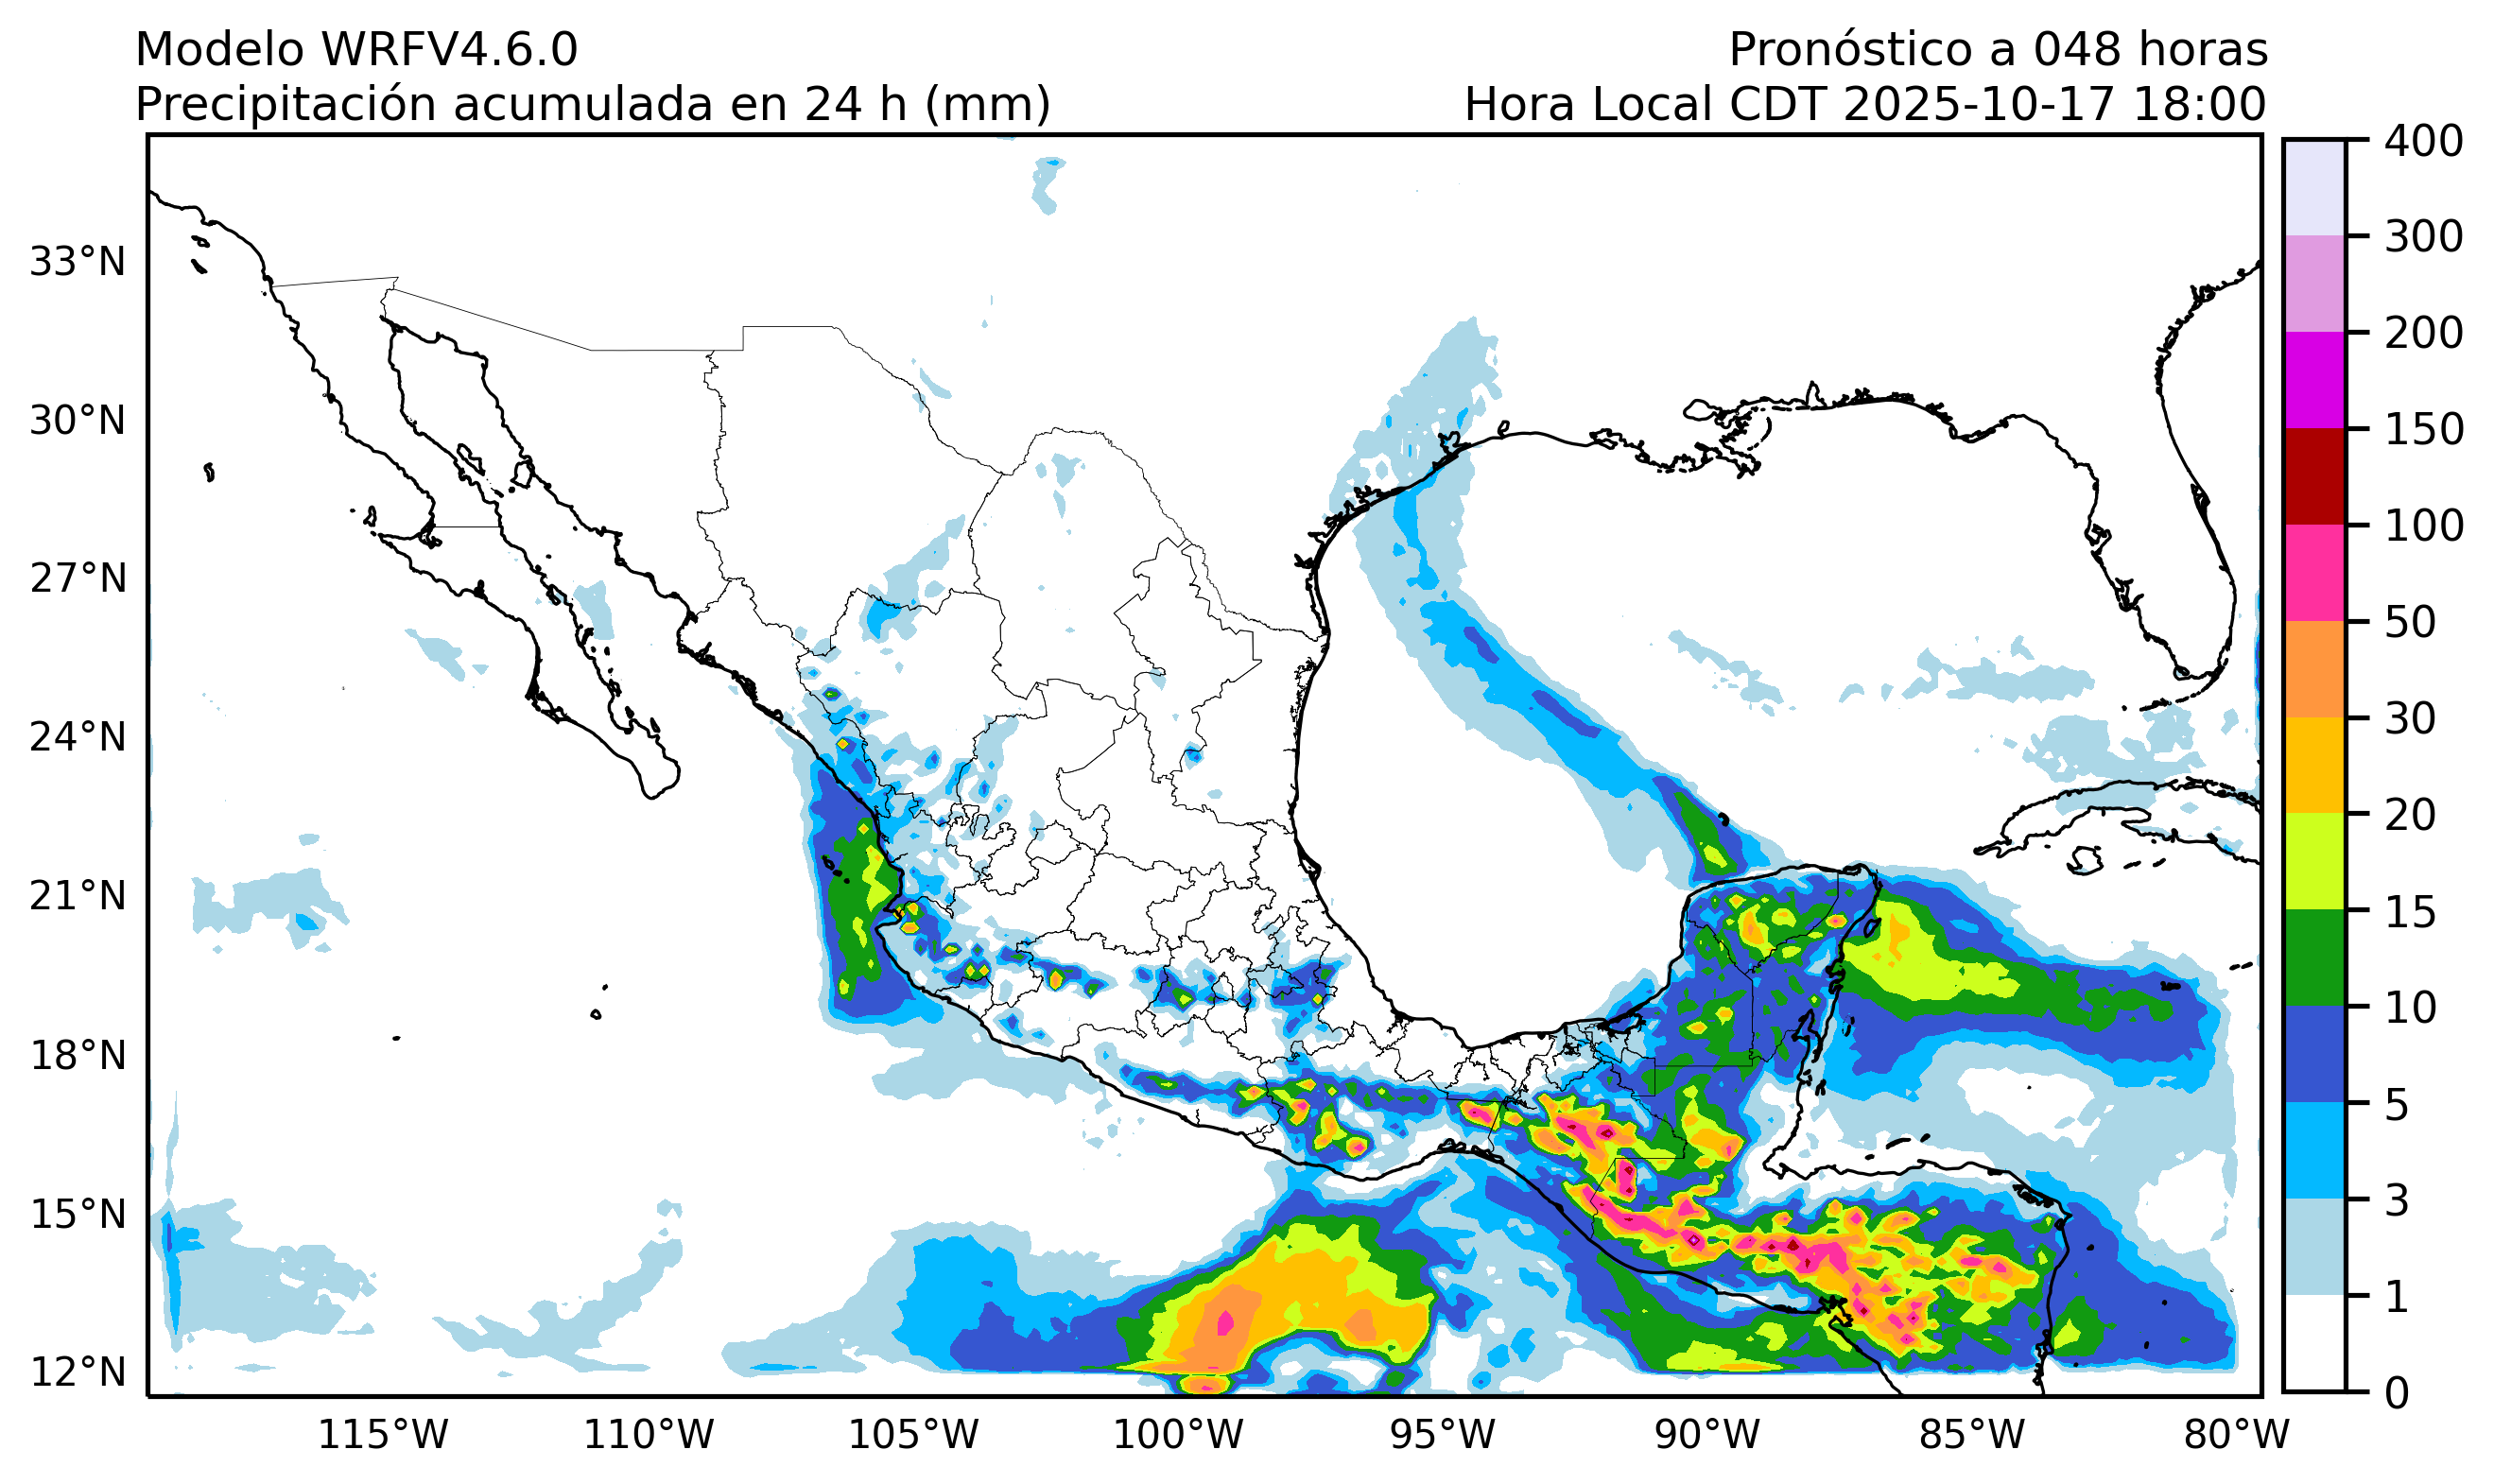 Modelo WRFV4.6.0
Pronóstico a 048 horas
Precipitación acumulada en 24 h (mm)
Hora Local CDT 2025-10-17 18:00
33°N
30°N
27°N
24°N
21°N
18°N
15°N
12°N
115°W
110°W
105°W
100°W
95°W
90°W
85°W
80°W
400
300
200
150
100
50
30
20
15
10
5
3
1
0